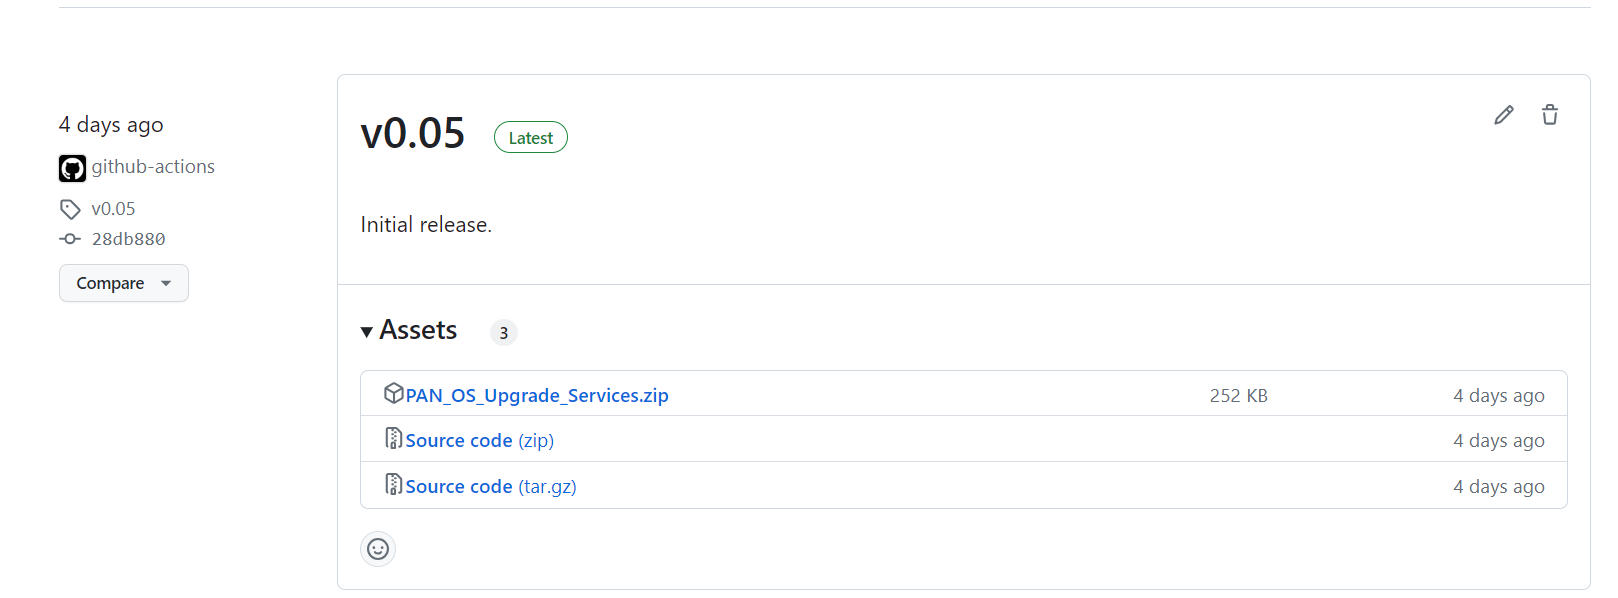 4 days ago
github-actions
v0.05
28db880
Compare
v0.05 Latest
Initial release.
Assets 3
PAN_OS_Upgrade_Services.zip 252 KB 4 days ago
Source code (zip) 4 days ago
Source code (tar.gz) 4 days ago